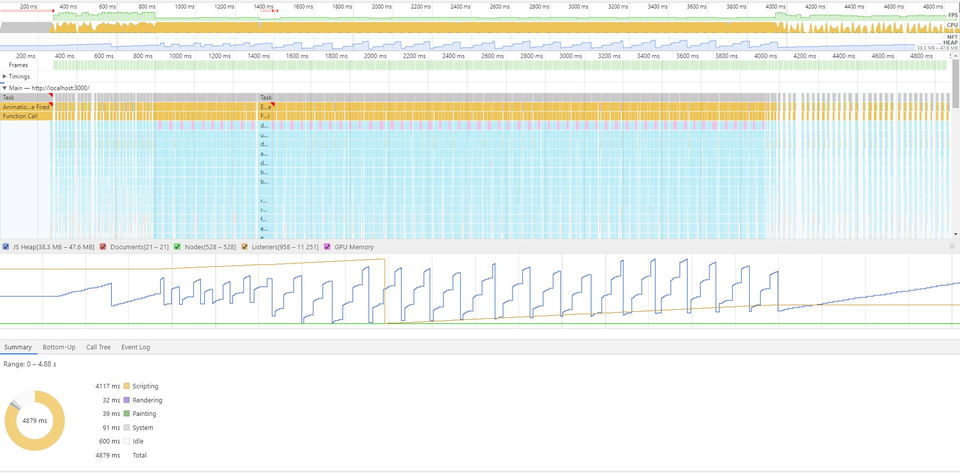 200 ms 400 ms 600 ms 800 ms 1000 ms 1200 ms 1400 ms 1600 ms 1800 ms 2000 ms 2200 ms 2400 ms 2600 ms 2800 ms 3000 ms 3200 ms 3400 ms 3600 ms 3800 ms 4000 ms 4200 ms 4400 ms 4600 ms 4800 ms
FPS
CPU
NET
HEAP
38.3 MB – 47.6 MB
200 ms 400 ms 600 ms 800 ms 1000 ms 1200 ms 1400 ms 1600 ms 1800 ms 2000 ms 2200 ms 2400 ms 2600 ms 2800 ms 3000 ms 3200 ms 3400 ms 3600 ms 3800 ms 4000 ms 4200 ms 4400 ms 4600 ms 4800 ms
Frames
Timings
Main — http://localhost:3000/
Task Task
Animatio...e Fired E...e
Function Call F...l
d...
u...
d...
a...
d...
b...
b...
r...
r...
f...
e...
JS Heap[38.3 MB – 47.6 MB] Documents[21 – 21] Nodes[528 – 528] Listeners[958 – 11 251] GPU Memory
Summary Bottom-Up Call Tree Event Log
Range: 0 – 4.88 s
4117 ms Scripting
32 ms Rendering
39 ms Painting
4879 ms
91 ms System
600 ms Idle
4879 ms Total